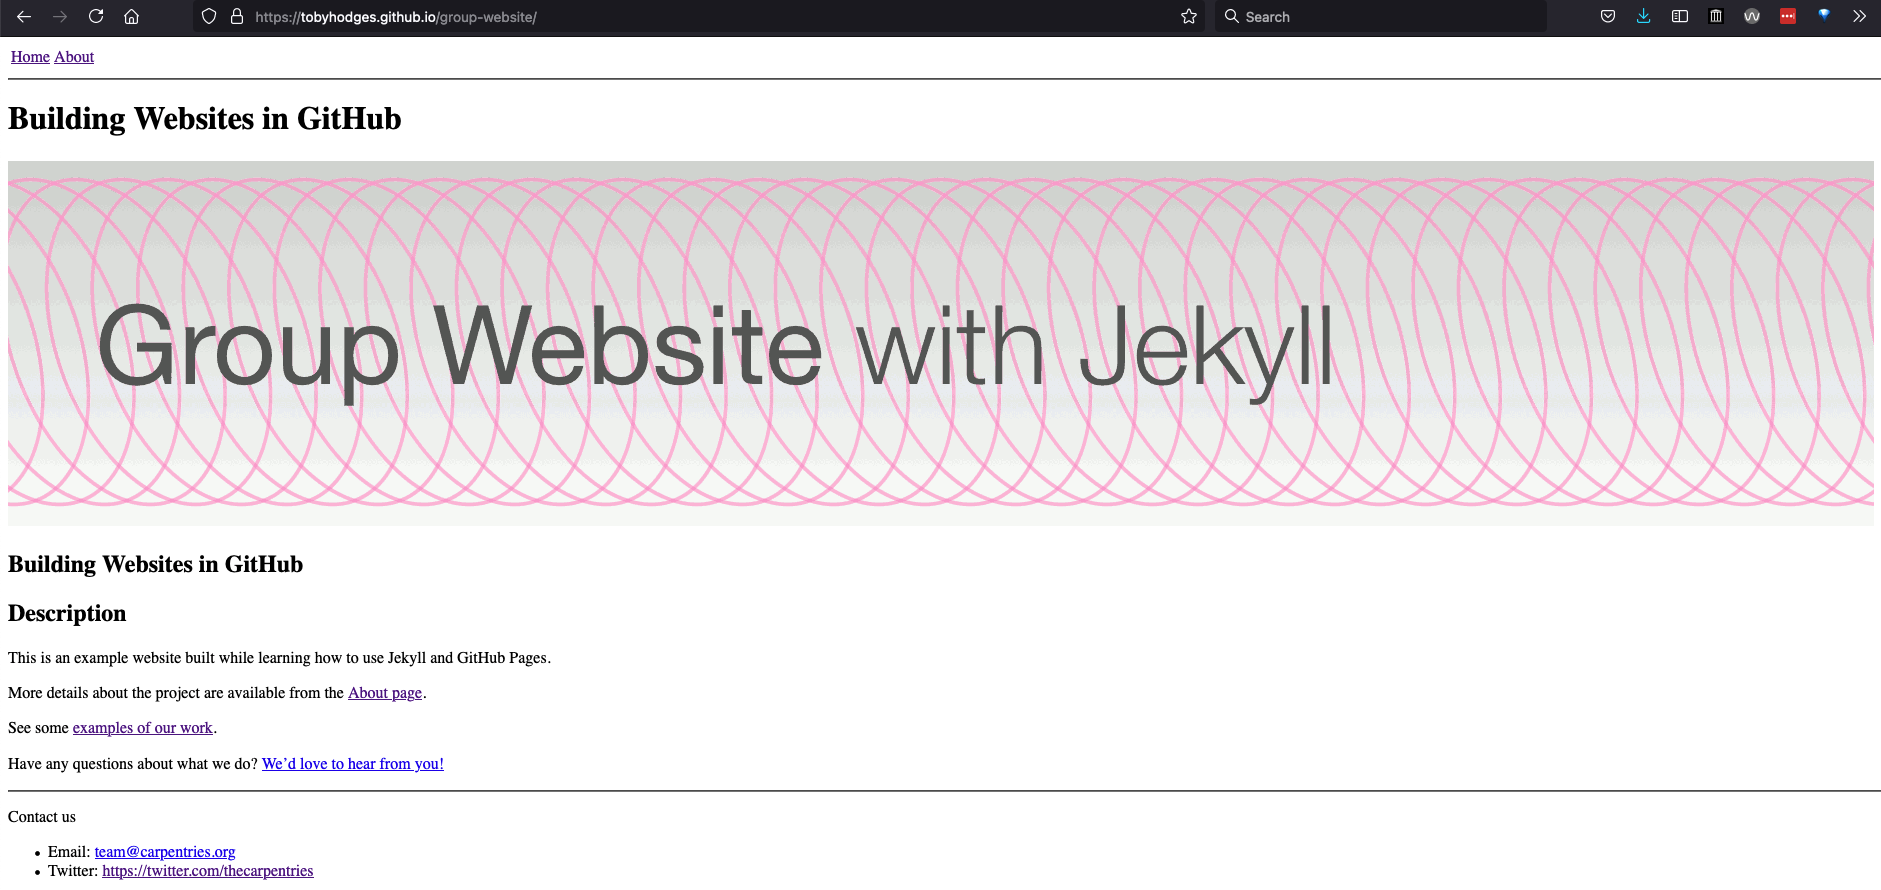 https://tobyhodges.github.io/group-website/
Search
Home About
Building Websites in GitHub
Group Website with Jekyll
Building Websites in GitHub
Description
This is an example website built while learning how to use Jekyll and GitHub Pages.
More details about the project are available from the About page.
See some examples of our work.
Have any questions about what we do? We’d love to hear from you!
Contact us
• Email: team@carpentries.org
• Twitter: https://twitter.com/thecarpentries